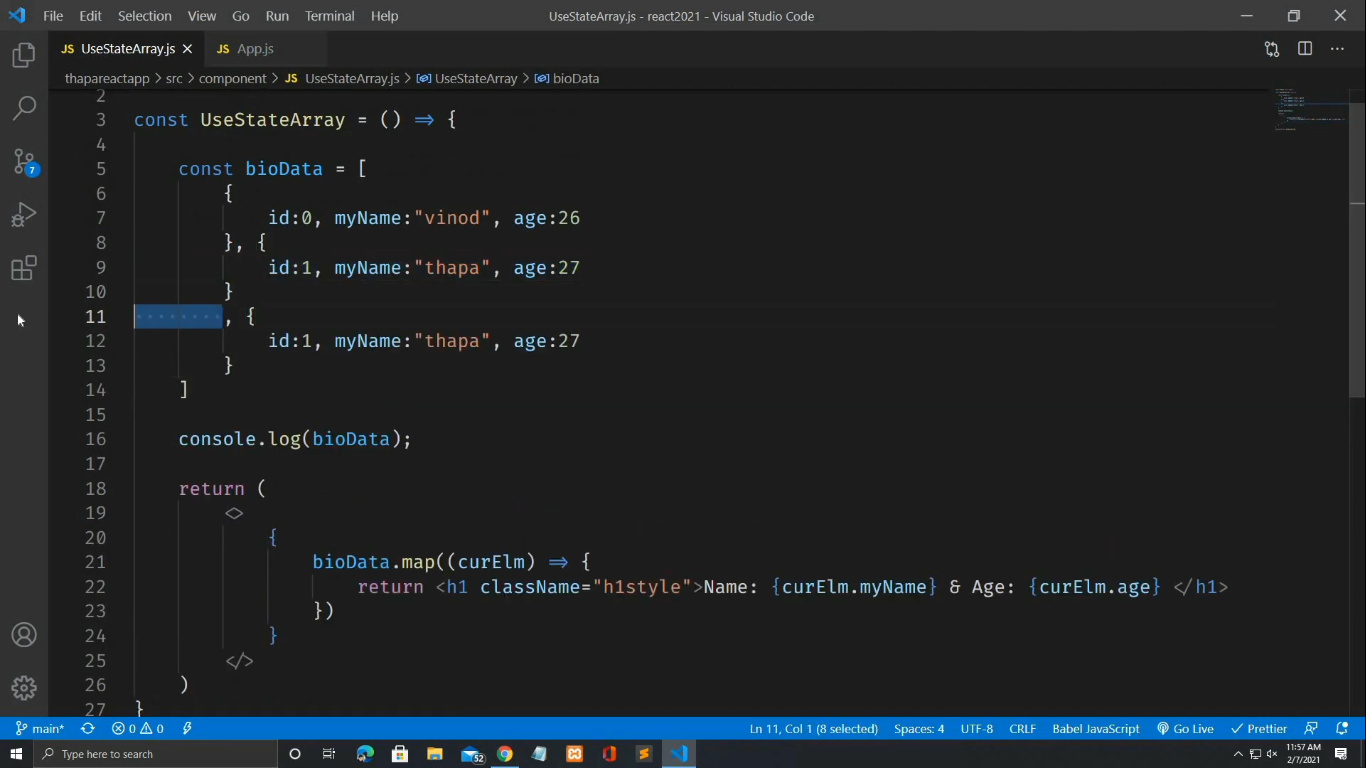 File Edit Selection View Go Run Terminal Help UseStateArray.js - react2021 - Visual Studio Code
JS UseStateArray.js JS App.js
thapareactapp > src > component > JS UseStateArray.js > UseStateArray > bioData
2
3 const UseStateArray = () => {
4
5 const bioData = [
6 {
7 id:0, myName:"vinod", age:26
8 }, {
9 id:1, myName:"thapa", age:27
10 }
11 , {
12 id:1, myName:"thapa", age:27
13 }
14 ]
15
16 console.log(bioData);
17
18 return (
19 <>
20 {
21 bioData.map((curElm) => {
22 return <h1 className="h1style">Name: {curElm.myName} & Age: {curElm.age} </h1>
23 })
24 }
25 </>
26 )
27 }
7
main* 0 0 Ln 11, Col 1 (8 selected) Spaces: 4 UTF-8 CRLF Babel JavaScript Go Live Prettier
Type here to search 52 11:57 AM
2/7/2021